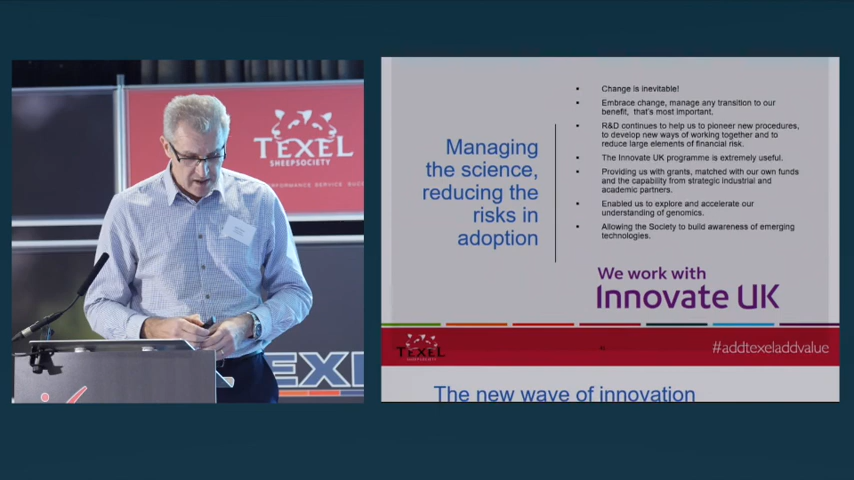 TEXEL
SHEEPSOCIETY
Managing
the science,
reducing the
risks in
adoption
▪ Change is inevitable!
▪ Embrace change, manage any transition to our
benefit, that's most important.
▪ R&D continues to help us to pioneer new procedures,
to develop new ways of working together and to
reduce large elements of financial risk.
▪ The Innovate UK programme is extremely useful.
▪ Providing us with grants, matched with our own funds
and the capability from strategic industrial and
academic partners.
▪ Enabled us to explore and accelerate our
understanding of genomics.
▪ Allowing the Society to build awareness of emerging
technologies.
We work with
Innovate UK
TEXEL
SHEEPSOCIETY
#addtexeladdvalue
The new wave of innovation